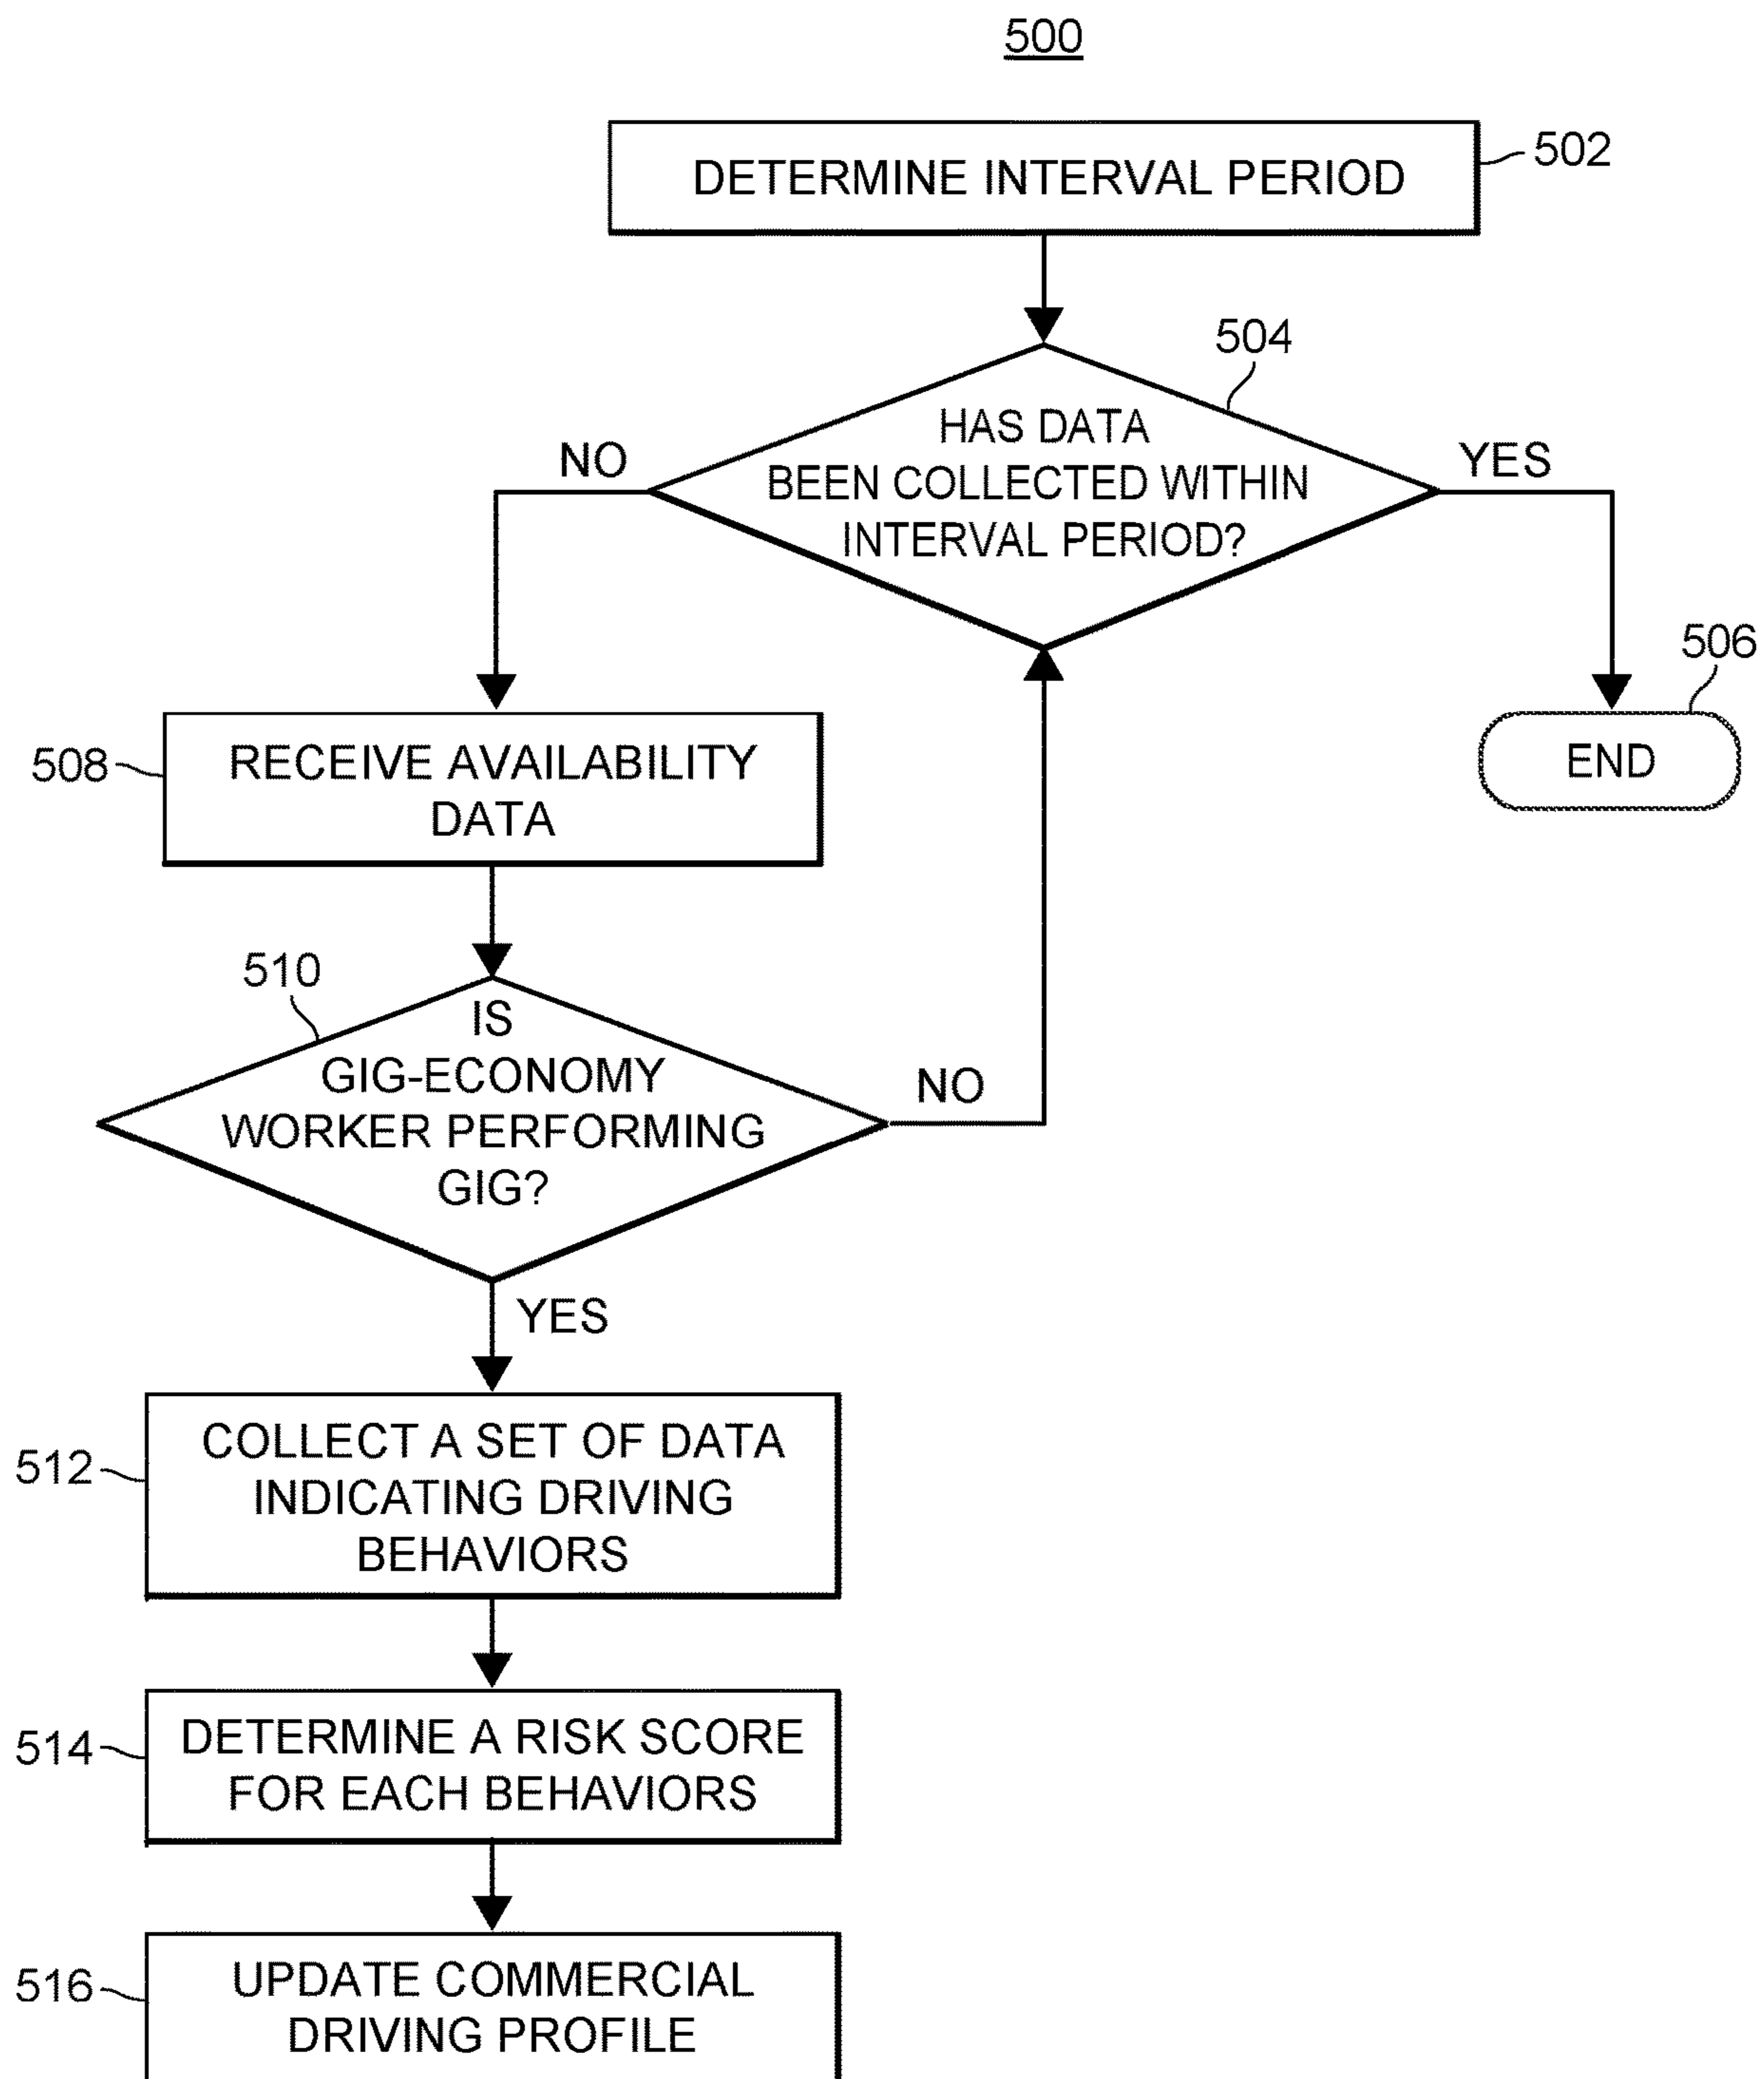 500
DETERMINE INTERVAL PERIOD
502
504
HAS DATA
BEEN COLLECTED WITHIN
INTERVAL PERIOD?
NO
YES
506
END
508
RECEIVE AVAILABILITY
DATA
510
IS
GIG-ECONOMY
WORKER PERFORMING
GIG?
NO
YES
512
COLLECT A SET OF DATA
INDICATING DRIVING
BEHAVIORS
514
DETERMINE A RISK SCORE
FOR EACH BEHAVIORS
516
UPDATE COMMERCIAL
DRIVING PROFILE